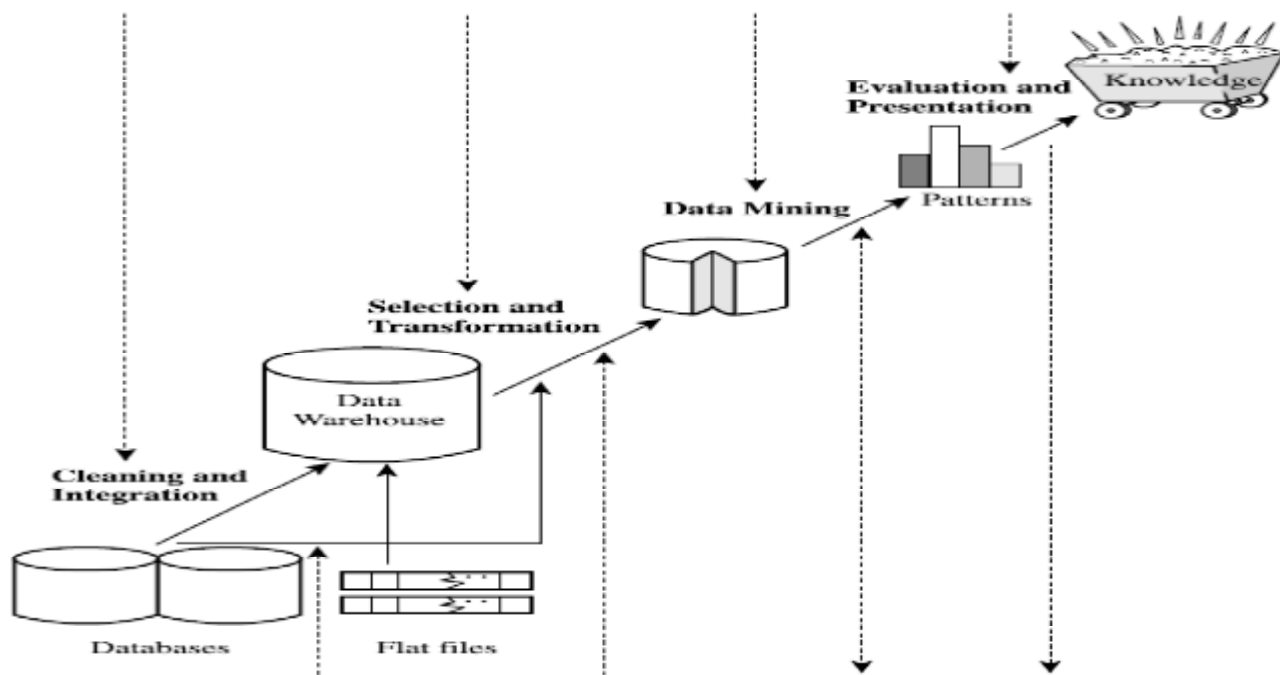 Evaluation and
Presentation
Knowledge
Patterns
Data Mining
Selection and
Transformation
Data
Warehouse
Cleaning and
Integration
Databases
Flat files